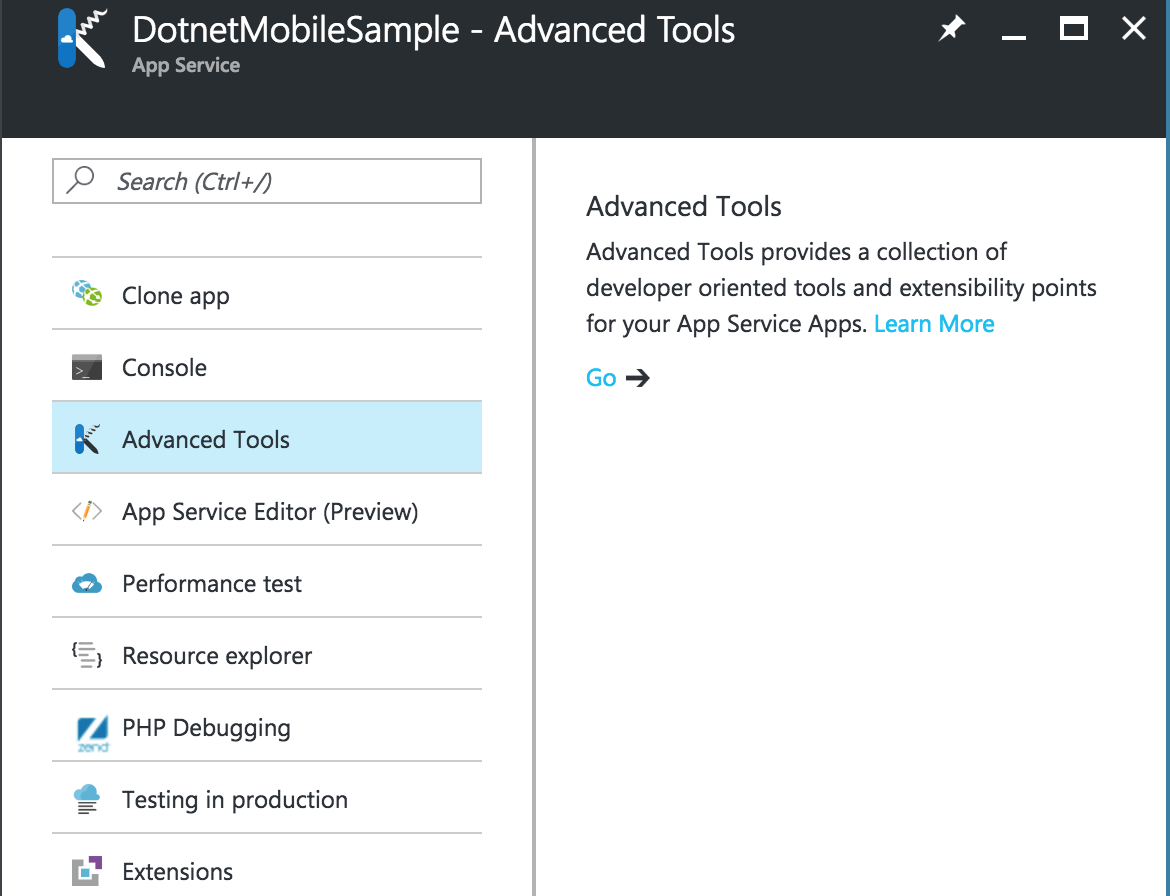 DotnetMobileSample - Advanced Tools
App Service
Search (Ctrl+/)
Clone app
Console
Advanced Tools
App Service Editor (Preview)
Performance test
Resource explorer
zend
PHP Debugging
Testing in production
Extensions
Advanced Tools
Advanced Tools provides a collection of
developer oriented tools and extensibility points
for your App Service Apps. Learn More
Go